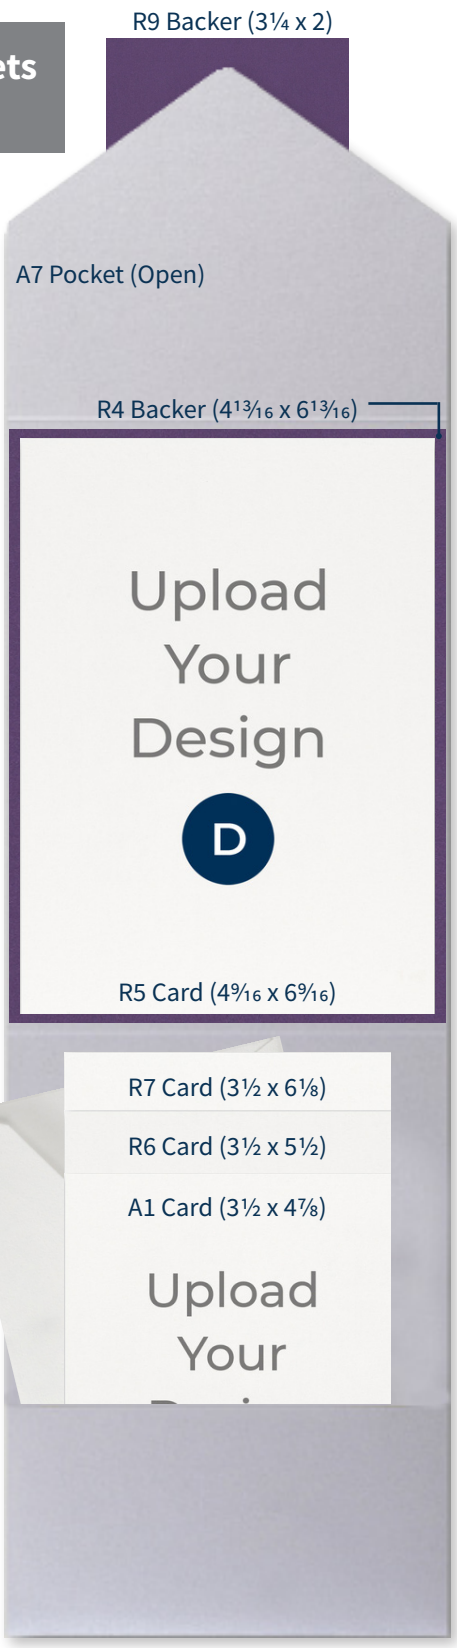 R9 Backer (3¼ x 2)
ets
A7 Pocket (Open)
R4 Backer (4¹³⁄₁₆ x 6¹³⁄₁₆)
Upload
Your
Design
D
R5 Card (4⁹⁄₁₆ x 6⁹⁄₁₆)
R7 Card (3½ x 6⅛)
R6 Card (3½ x 5½)
A1 Card (3½ x 4⅞)
Upload
Your